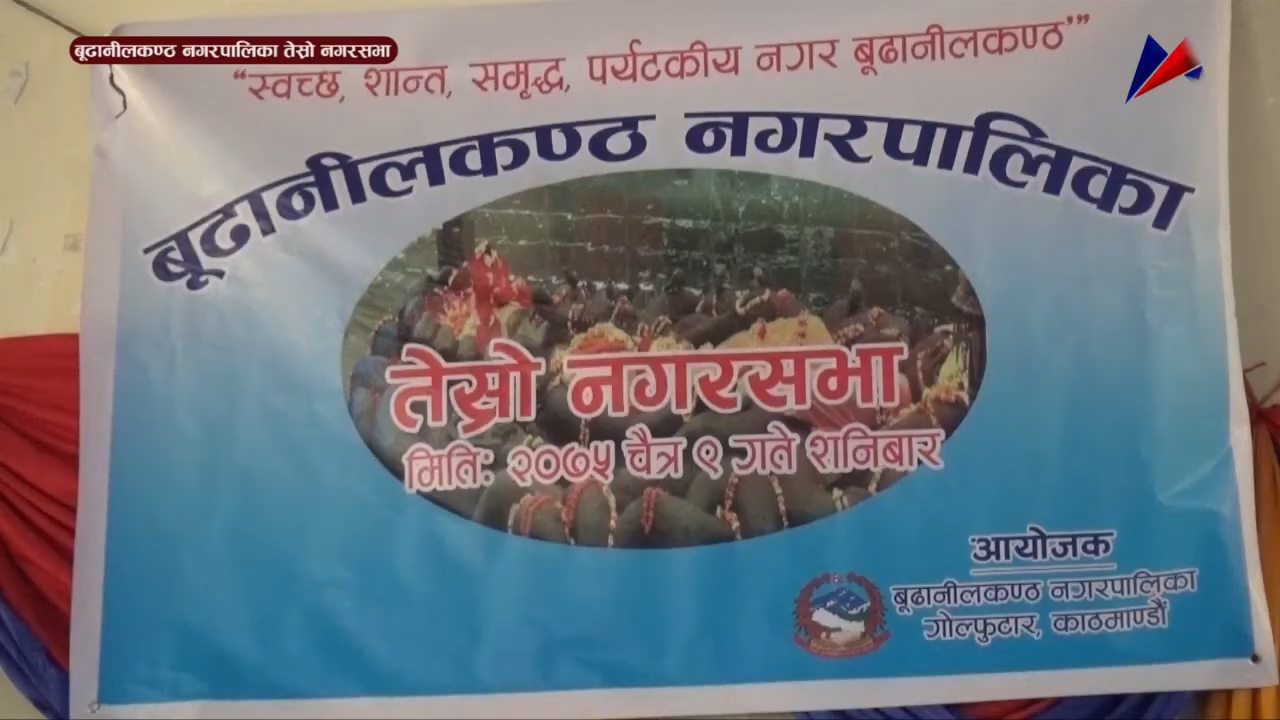 बूढानीलकण्ठ नगरपालिका तेस्रो नगरसभा
“स्वच्छ, शान्त, समृद्ध, पर्यटकीय नगर बूढानीलकण्ठ’”
बूढानीलकण्ठ नगरपालिका
तेस्रो नगरसभा
मितिः २०७५ चैत्र ९ गते शनिबार
आयोजक
बूढानीलकण्ठ नगरपालिका
गोल्फुटार, काठमाण्डौं